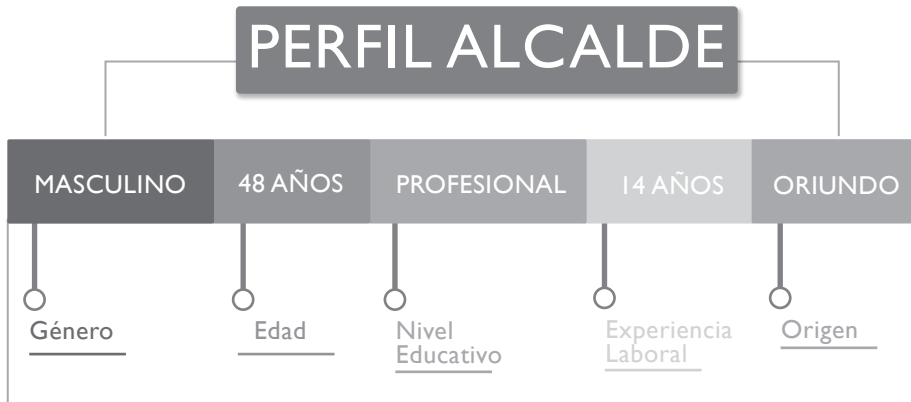 PERFIL ALCALDE
MASCULINO
48 AÑOS
PROFESIONAL
14 AÑOS
ORIUNDO
Género
Edad
Nivel
Educativo
Experiencia
Laboral
Origen